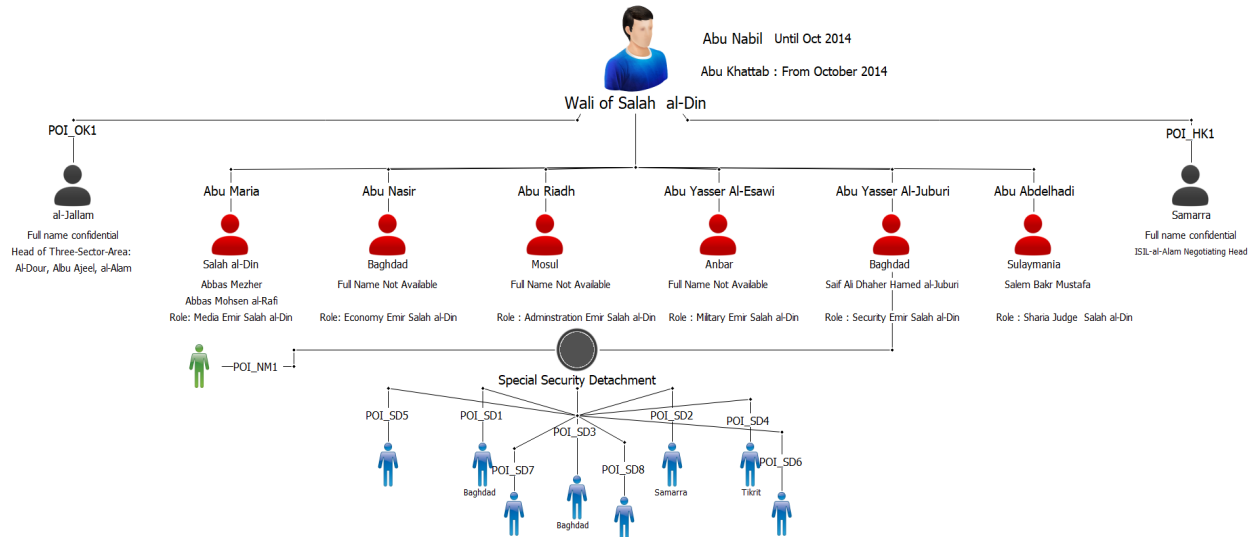 Abu Nabil Until Oct 2014
Abu Khattab : From October 2014
Wali of Salah al-Din
POI_OK1
POI_HK1
al-Jallam
Full name confidential
Head of Three-Sector-Area:
Al-Dour, Albu Ajeel, al-Alam
Abu Maria
Salah al-Din
Abbas Mezher
Abbas Mohsen al-Rafi
Role: Media Emir Salah al-Din
Abu Nasir
Baghdad
Full Name Not Available
Role: Economy Emir Salah al-Din
Abu Riadh
Mosul
Full Name Not Available
Role : Adminstration Emir Salah al-Din
Abu Yasser Al-Esawi
Anbar
Full Name Not Available
Role : Military Emir Salah al-Din
Abu Yasser Al-Juburi
Baghdad
Saif Ali Dhaher Hamed al-Juburi
Role : Security Emir Salah al-Din
Abu Abdelhadi
Sulaymania
Salem Bakr Mustafa
Role : Sharia Judge Salah al-Din
Samarra
Full name confidential
ISIL-al-Alam Negotiating Head
POI_NM1
Special Security Detachment
POI_SD5
POI_SD1
Baghdad
POI_SD7
POI_SD3
Baghdad
POI_SD8
POI_SD2
Samarra
POI_SD4
Tikrit
POI_SD6